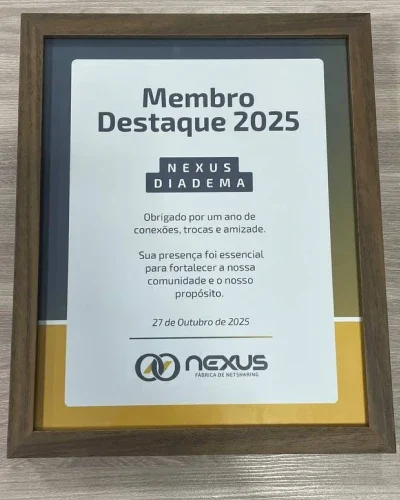 Membro
Destaque 2025
NEXUS
DIADEMA
Obrigado por um ano de
conexões, trocas e amizade.
Sua presença foi essencial
para fortalecer a nossa
comunidade e o nosso
propósito.
27 de Outubro de 2025
nexus
FÁBRICA DE NETSHARING